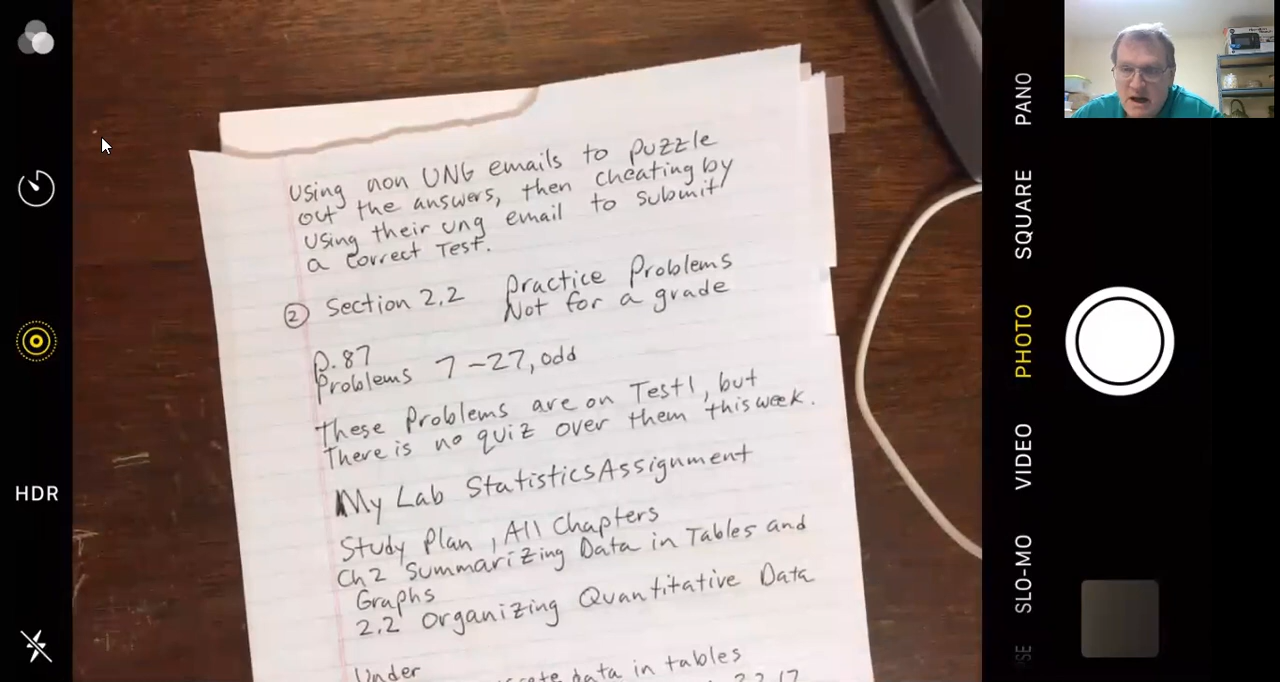 Using non UNG emails to puzzle
out the answers, then cheating by
using their ung email to submit
a correct Test.
② Section 2.2 Practice Problems
Not for a grade
p.87
Problems 7-27, odd
These Problems are on Test 1, but
There is no quiz over them this week.
My Lab Statistics Assignment
Study Plan, All Chapters
Ch 2 Summarizing Data in Tables and
Graphs
2.2 Organizing Quantitative Data
Under
data in tables
HDR
PANO
SQUARE
PHOTO
VIDEO
SLO-MO